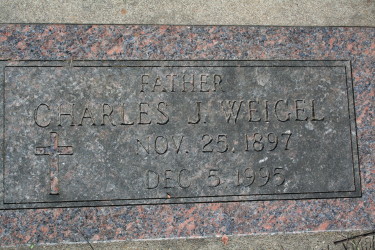 FATHER
CHARLES J. WEIGEL
NOV. 25, 1897
DEC 5, 1995